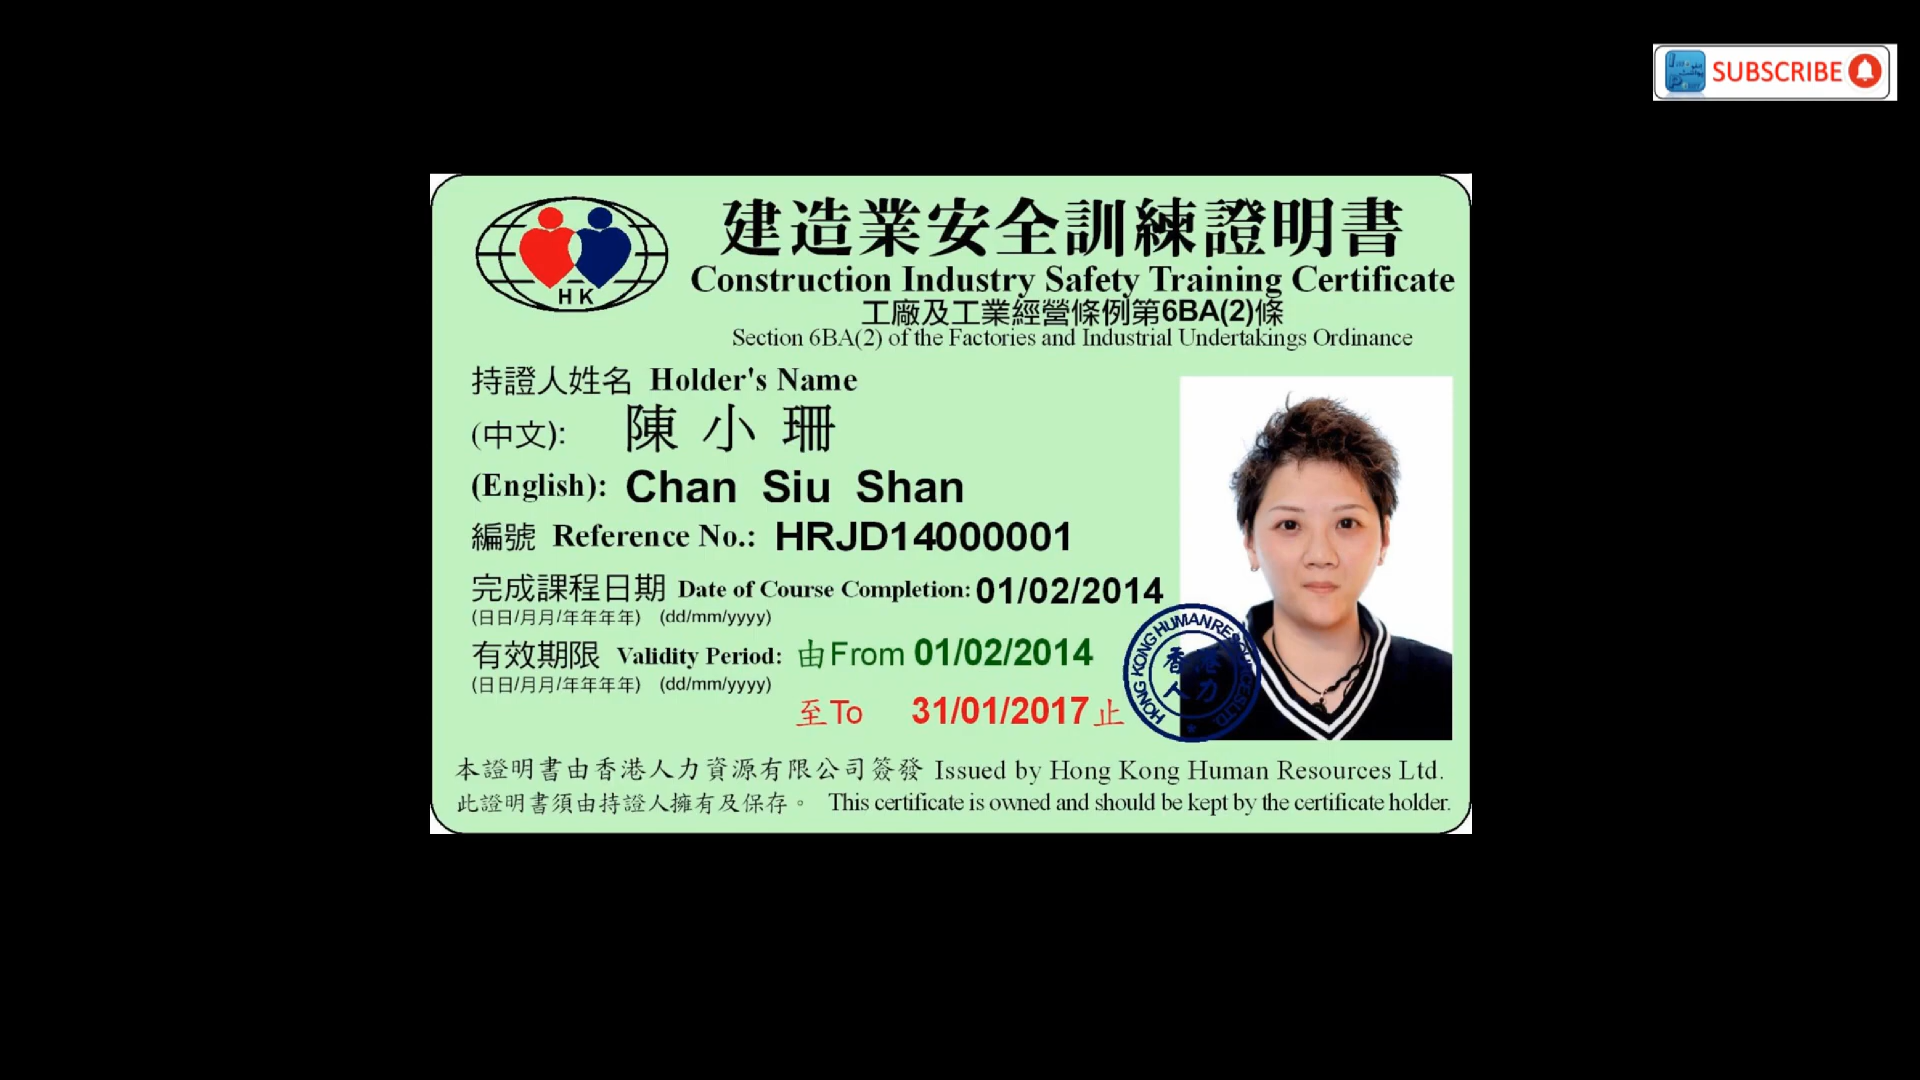 SUBSCRIBE
建造業安全訓練證明書
Construction Industry Safety Training Certificate
工廠及工業經營條例第6BA(2)條
Section 6BA(2) of the Factories and Industrial Undertakings Ordinance
HK
持證人姓名 Holder's Name
(中文): 陳小珊
(English): Chan Siu Shan
編號 Reference No.: HRJD14000001
完成課程日期 Date of Course Completion: 01/02/2014
(日日/月月/年年年年) (dd/mm/yyyy)
有效期限 Validity Period: 由From 01/02/2014
(日日/月月/年年年年) (dd/mm/yyyy)
至To 31/01/2017止
HONG KONG HUMAN RESOURCES LTD.
香港
人力
本證明書由香港人力資源有限公司簽發 Issued by Hong Kong Human Resources Ltd.
此證明書須由持證人擁有及保存。 This certificate is owned and should be kept by the certificate holder.